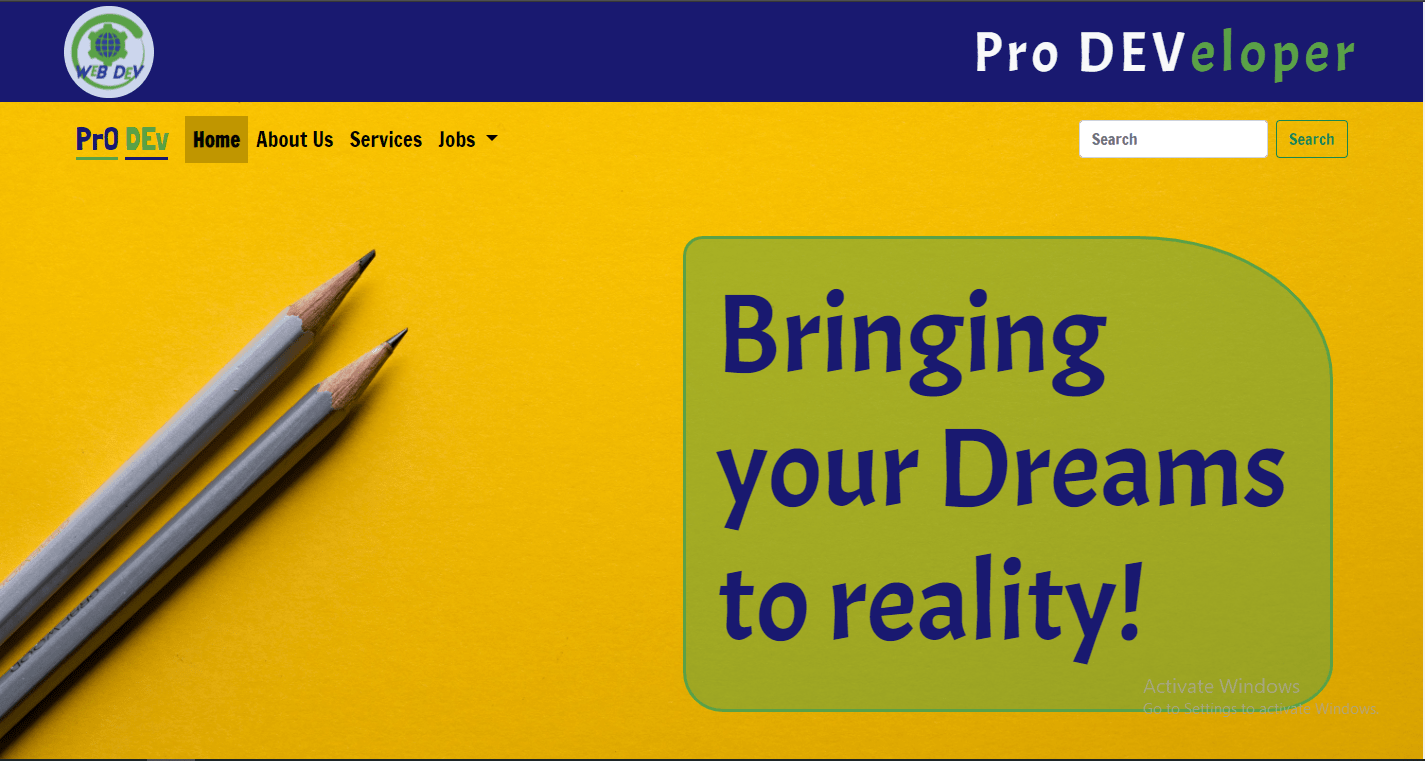 WEB DEV
Pro DEVeloper
PrO DEv Home About Us Services Jobs Search Search
Bringing
your Dreams
to reality!
Activate Windows
Go to Settings to activate Windows.